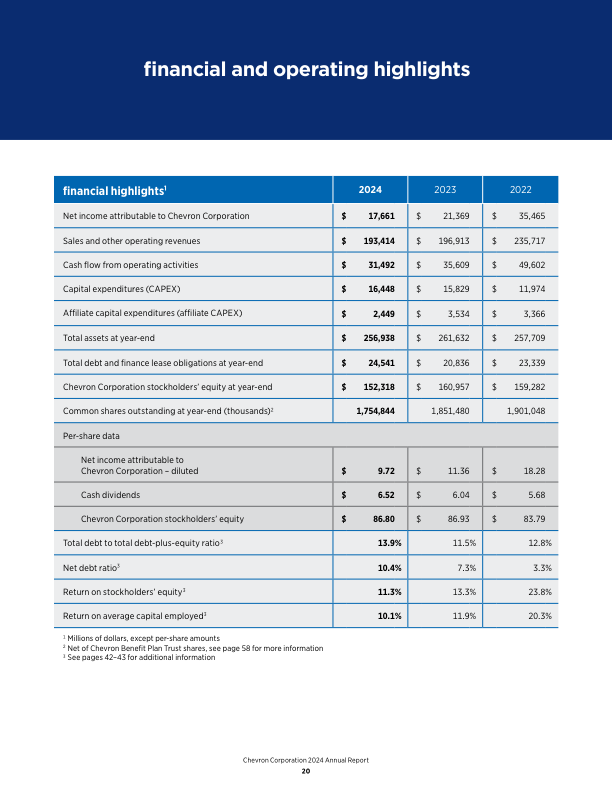 financial and operating highlights
financial highlights¹ 2024 2023 2022
Net income attributable to Chevron Corporation $ 17,661 $ 21,369 $ 35,465
Sales and other operating revenues $ 193,414 $ 196,913 $ 235,717
Cash flow from operating activities $ 31,492 $ 35,609 $ 49,602
Capital expenditures (CAPEX) $ 16,448 $ 15,829 $ 11,974
Affiliate capital expenditures (affiliate CAPEX) $ 2,449 $ 3,534 $ 3,366
Total assets at year-end $ 256,938 $ 261,632 $ 257,709
Total debt and finance lease obligations at year-end $ 24,541 $ 20,836 $ 23,339
Chevron Corporation stockholders' equity at year-end $ 152,318 $ 160,957 $ 159,282
Common shares outstanding at year-end (thousands)² 1,754,844 1,851,480 1,901,048
Per-share data
Net income attributable to
Chevron Corporation – diluted $ 9.72 $ 11.36 $ 18.28
Cash dividends $ 6.52 $ 6.04 $ 5.68
Chevron Corporation stockholders' equity $ 86.80 $ 86.93 $ 83.79
Total debt to total debt-plus-equity ratio³ 13.9% 11.5% 12.8%
Net debt ratio³ 10.4% 7.3% 3.3%
Return on stockholders' equity³ 11.3% 13.3% 23.8%
Return on average capital employed³ 10.1% 11.9% 20.3%
¹ Millions of dollars, except per-share amounts
² Net of Chevron Benefit Plan Trust shares, see page 58 for more information
³ See pages 42–43 for additional information
Chevron Corporation 2024 Annual Report
20